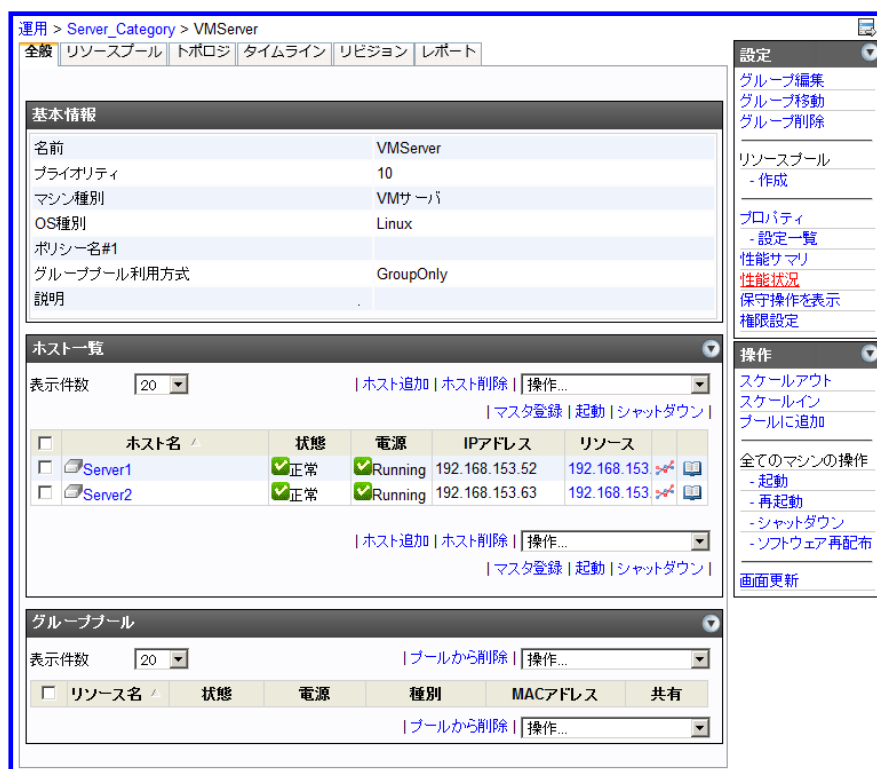 運用 > Server_Category > VMServer
全般 リソースプール トポロジ タイムライン リビジョン レポート
基本情報
名前 VMServer
プライオリティ 10
マシン種別 VMサーバ
OS種別 Linux
ポリシー名#1
グループプール利用方式 GroupOnly
説明 .
ホスト一覧
表示件数 20 | ホスト追加 | ホスト削除 | 操作...
| マスタ登録 | 起動 | シャットダウン |
ホスト名 状態 電源 IPアドレス リソース
Server1 正常 Running 192.168.153.52 192.168.153.
Server2 正常 Running 192.168.153.63 192.168.153.
| ホスト追加 | ホスト削除 | 操作...
| マスタ登録 | 起動 | シャットダウン |
グループプール
表示件数 20 | プールから削除 | 操作...
リソース名 状態 電源 種別 MACアドレス 共有
| プールから削除 | 操作...
設定
グループ編集
グループ移動
グループ削除
リソースプール
- 作成
プロパティ
- 設定一覧
性能サマリ
性能状況
保守操作を表示
権限設定
操作
スケールアウト
スケールイン
プールに追加
全てのマシンの操作
- 起動
- 再起動
- シャットダウン
- ソフトウェア再配布
画面更新